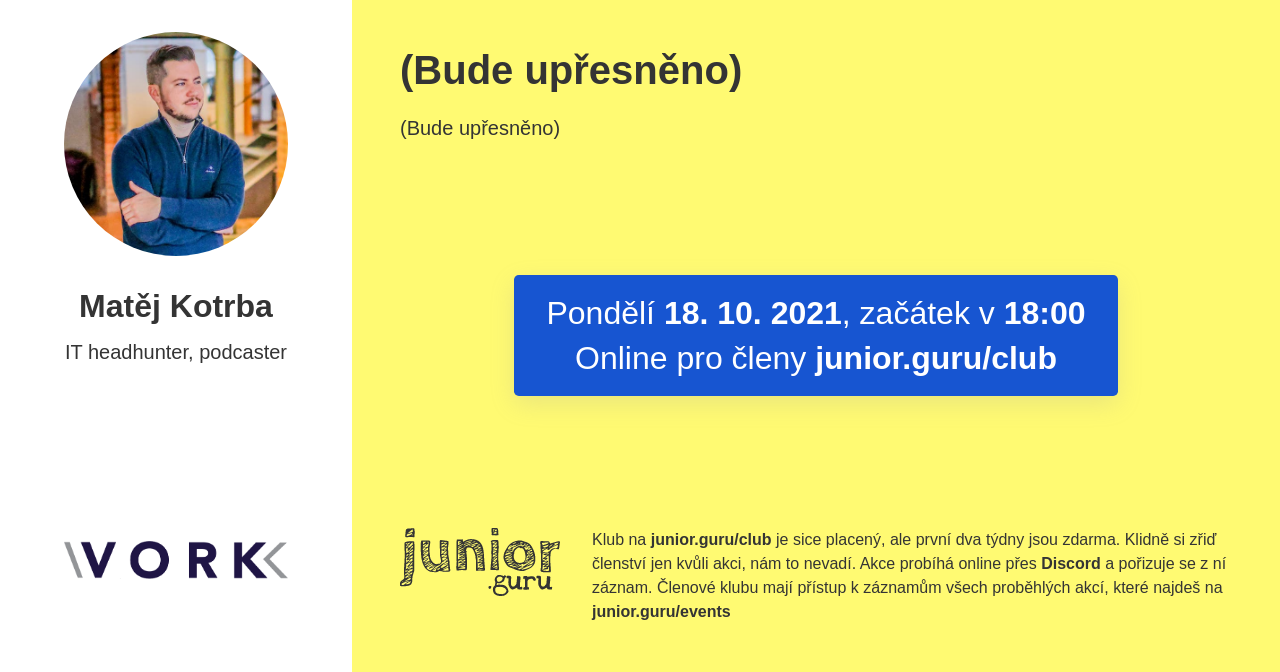 (Bude upřesněno)
(Bude upřesněno)
Matěj Kotrba
IT headhunter, podcaster
Pondělí 18. 10. 2021, začátek v 18:00
Online pro členy junior.guru/club
VORK
junior
.guru
Klub na junior.guru/club je sice placený, ale první dva týdny jsou zdarma. Klidně si zřiď
členství jen kvůli akci, nám to nevadí. Akce probíhá online přes Discord a pořizuje se z ní
záznam. Členové klubu mají přístup k záznamům všech proběhlých akcí, které najdeš na
junior.guru/events